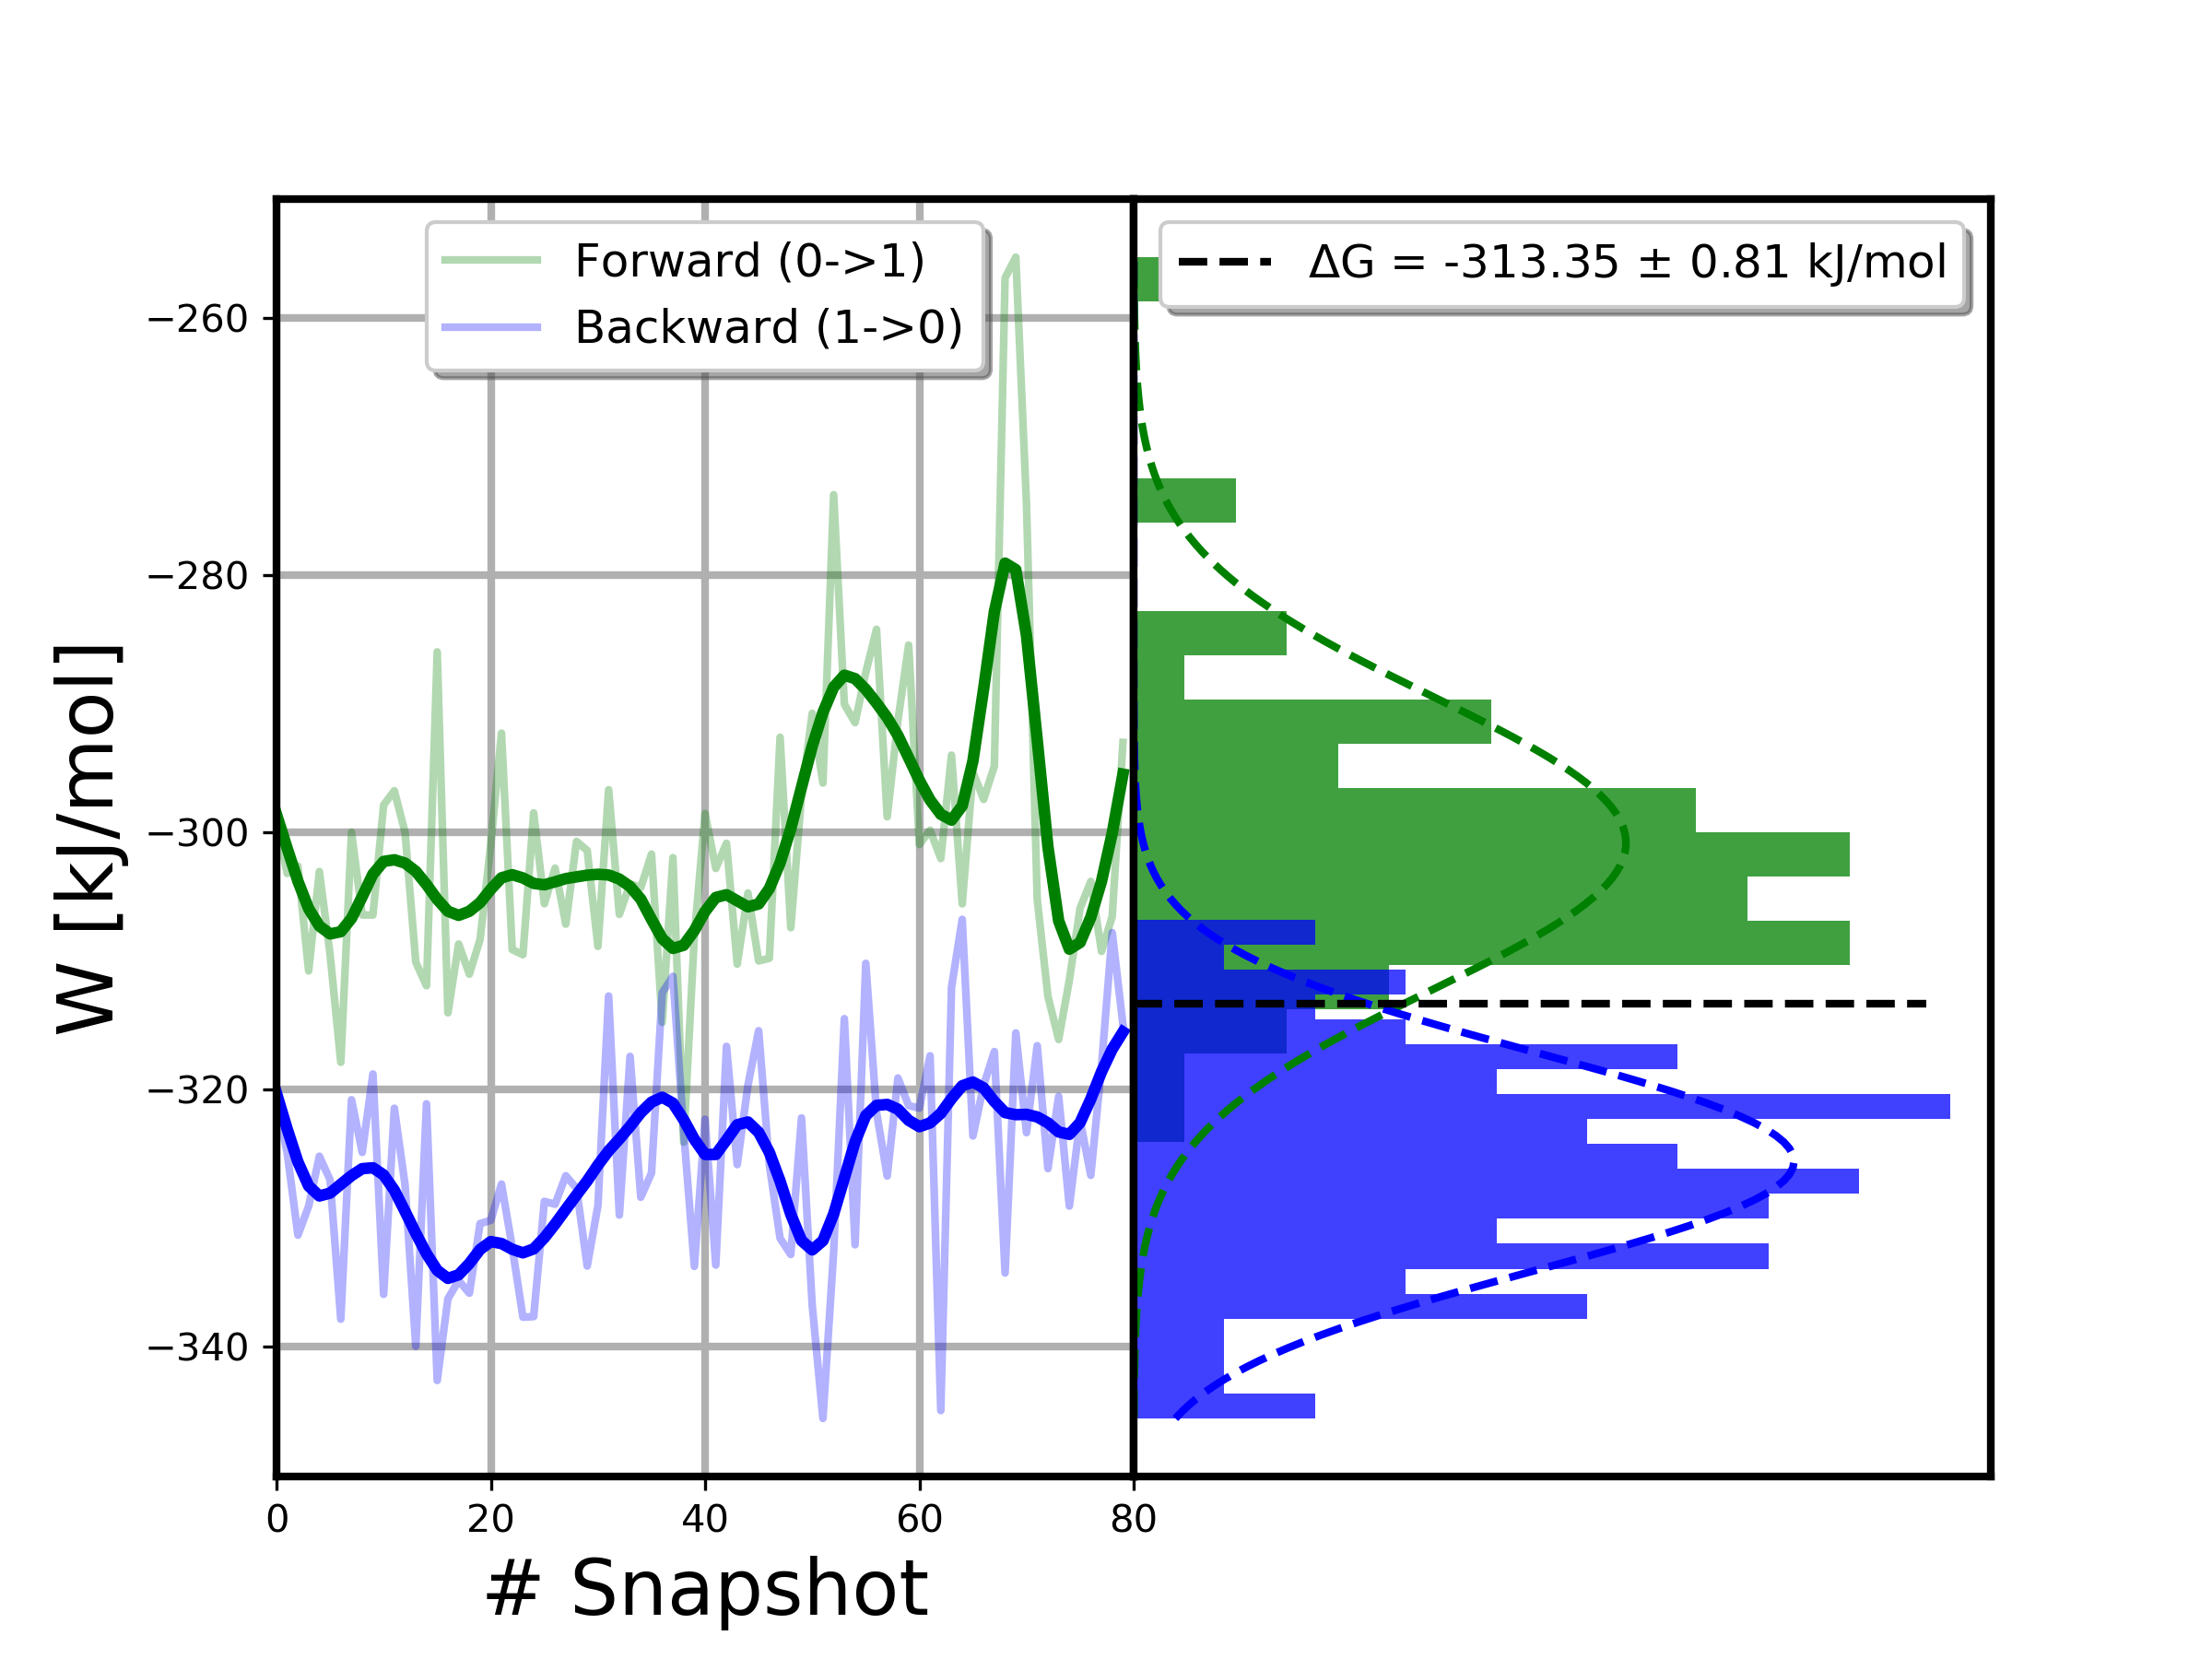 Forward (0->1)
Backward (1->0)
ΔG = -313.35 ± 0.81 kJ/mol
W [kJ/mol]
−260
−280
−300
−320
−340
0 20 40 60 80
# Snapshot